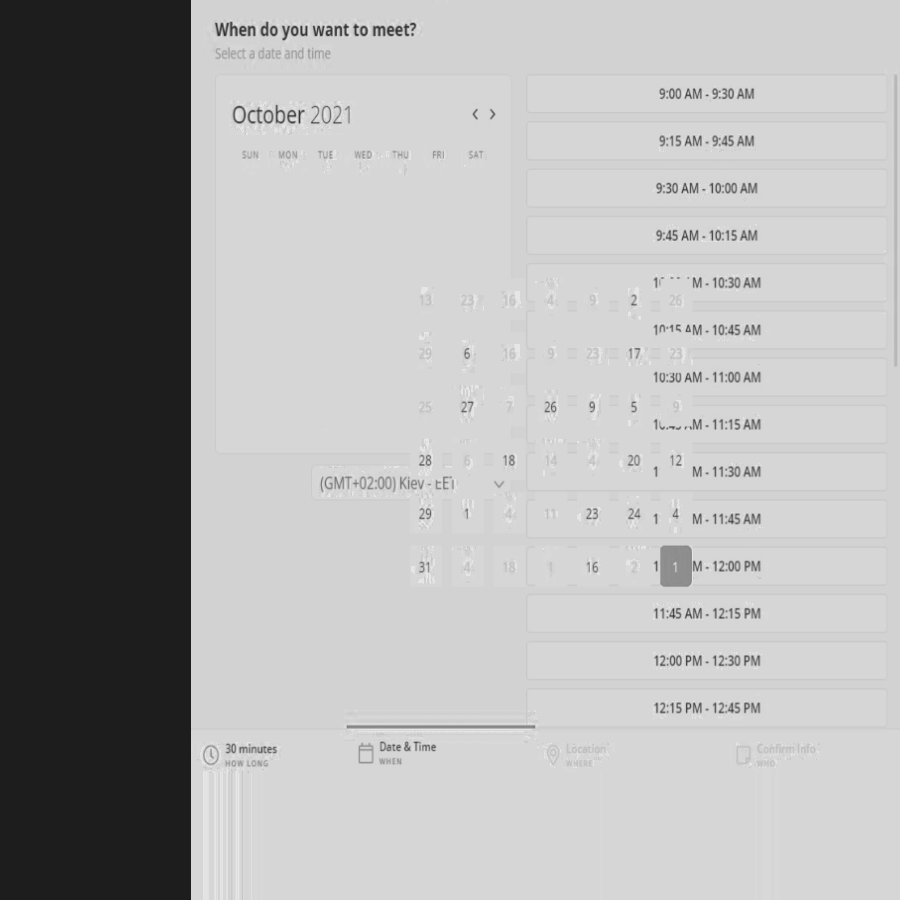 When do you want to meet?
Select a date and time
October 2021
SUN MON TUE WED THU FRI SAT
9:00 AM - 9:30 AM
9:15 AM - 9:45 AM
9:30 AM - 10:00 AM
9:45 AM - 10:15 AM
M - 10:30 AM
13 23 16 4 9 2 26
10:15 AM - 10:45 AM
29 6 16 9 23 17 23
10:30 AM - 11:00 AM
25 27 7 26 9 5 9
10:45 AM - 11:15 AM
28 6 18 14 4 20 12
1 M - 11:30 AM
(GMT+02:00) Kiev - EET
29 1 4 11 23 24 4
1 M - 11:45 AM
31 4 18 1 16 2 1
1 M - 12:00 PM
11:45 AM - 12:15 PM
12:00 PM - 12:30 PM
12:15 PM - 12:45 PM
30 minutes
HOW LONG
Date & Time
WHEN
Location
WHERE
Confirm Info
WHO